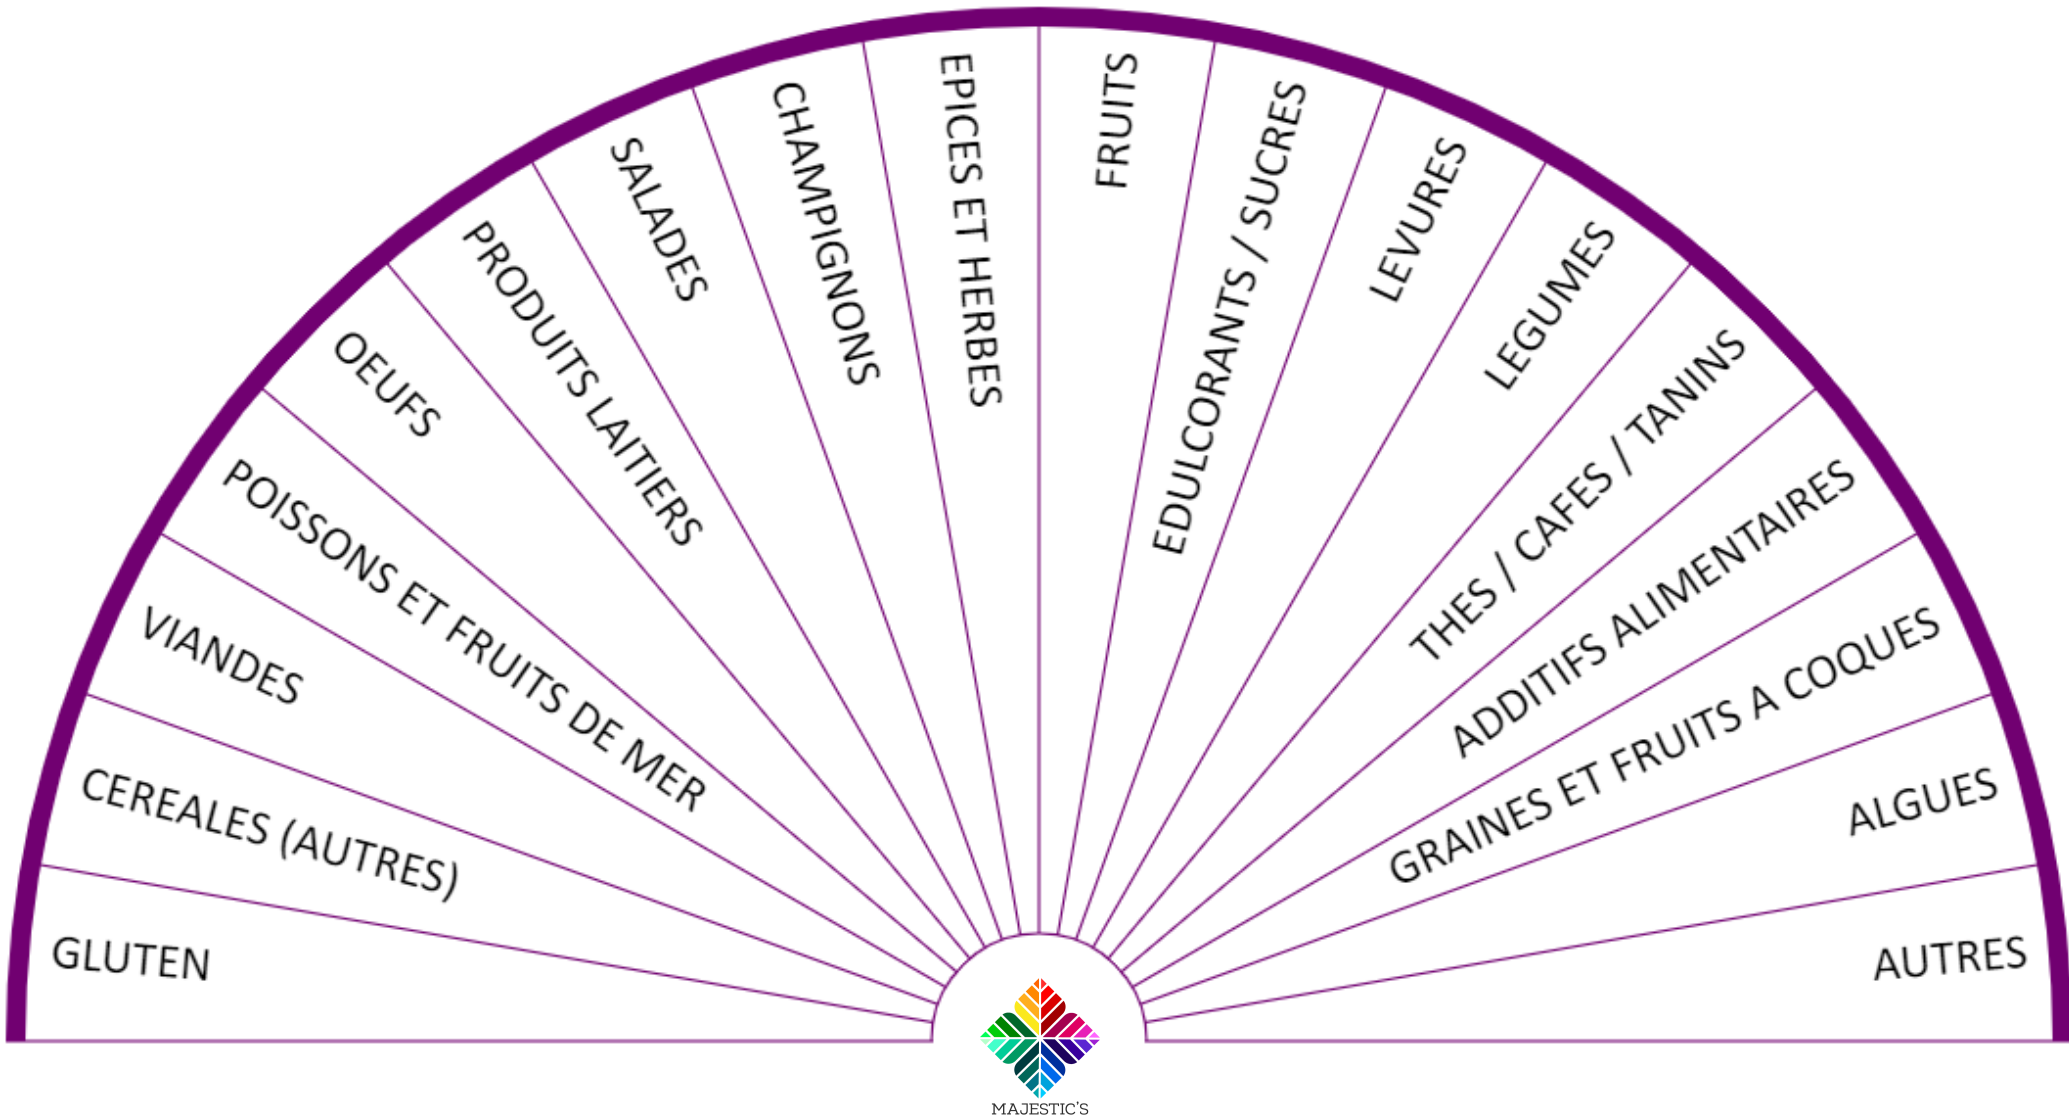 GLUTEN
CEREALES (AUTRES)
VIANDES
POISSONS ET FRUITS DE MER
OEUFS
PRODUITS LAITIERS
SALADES
CHAMPIGNONS
EPICES ET HERBES
FRUITS
EDULCORANTS / SUCRES
LEVURES
LEGUMES
THES / CAFES / TANINS
ADDITIFS ALIMENTAIRES
GRAINES ET FRUITS A COQUES
ALGUES
AUTRES
MAJESTIC'S